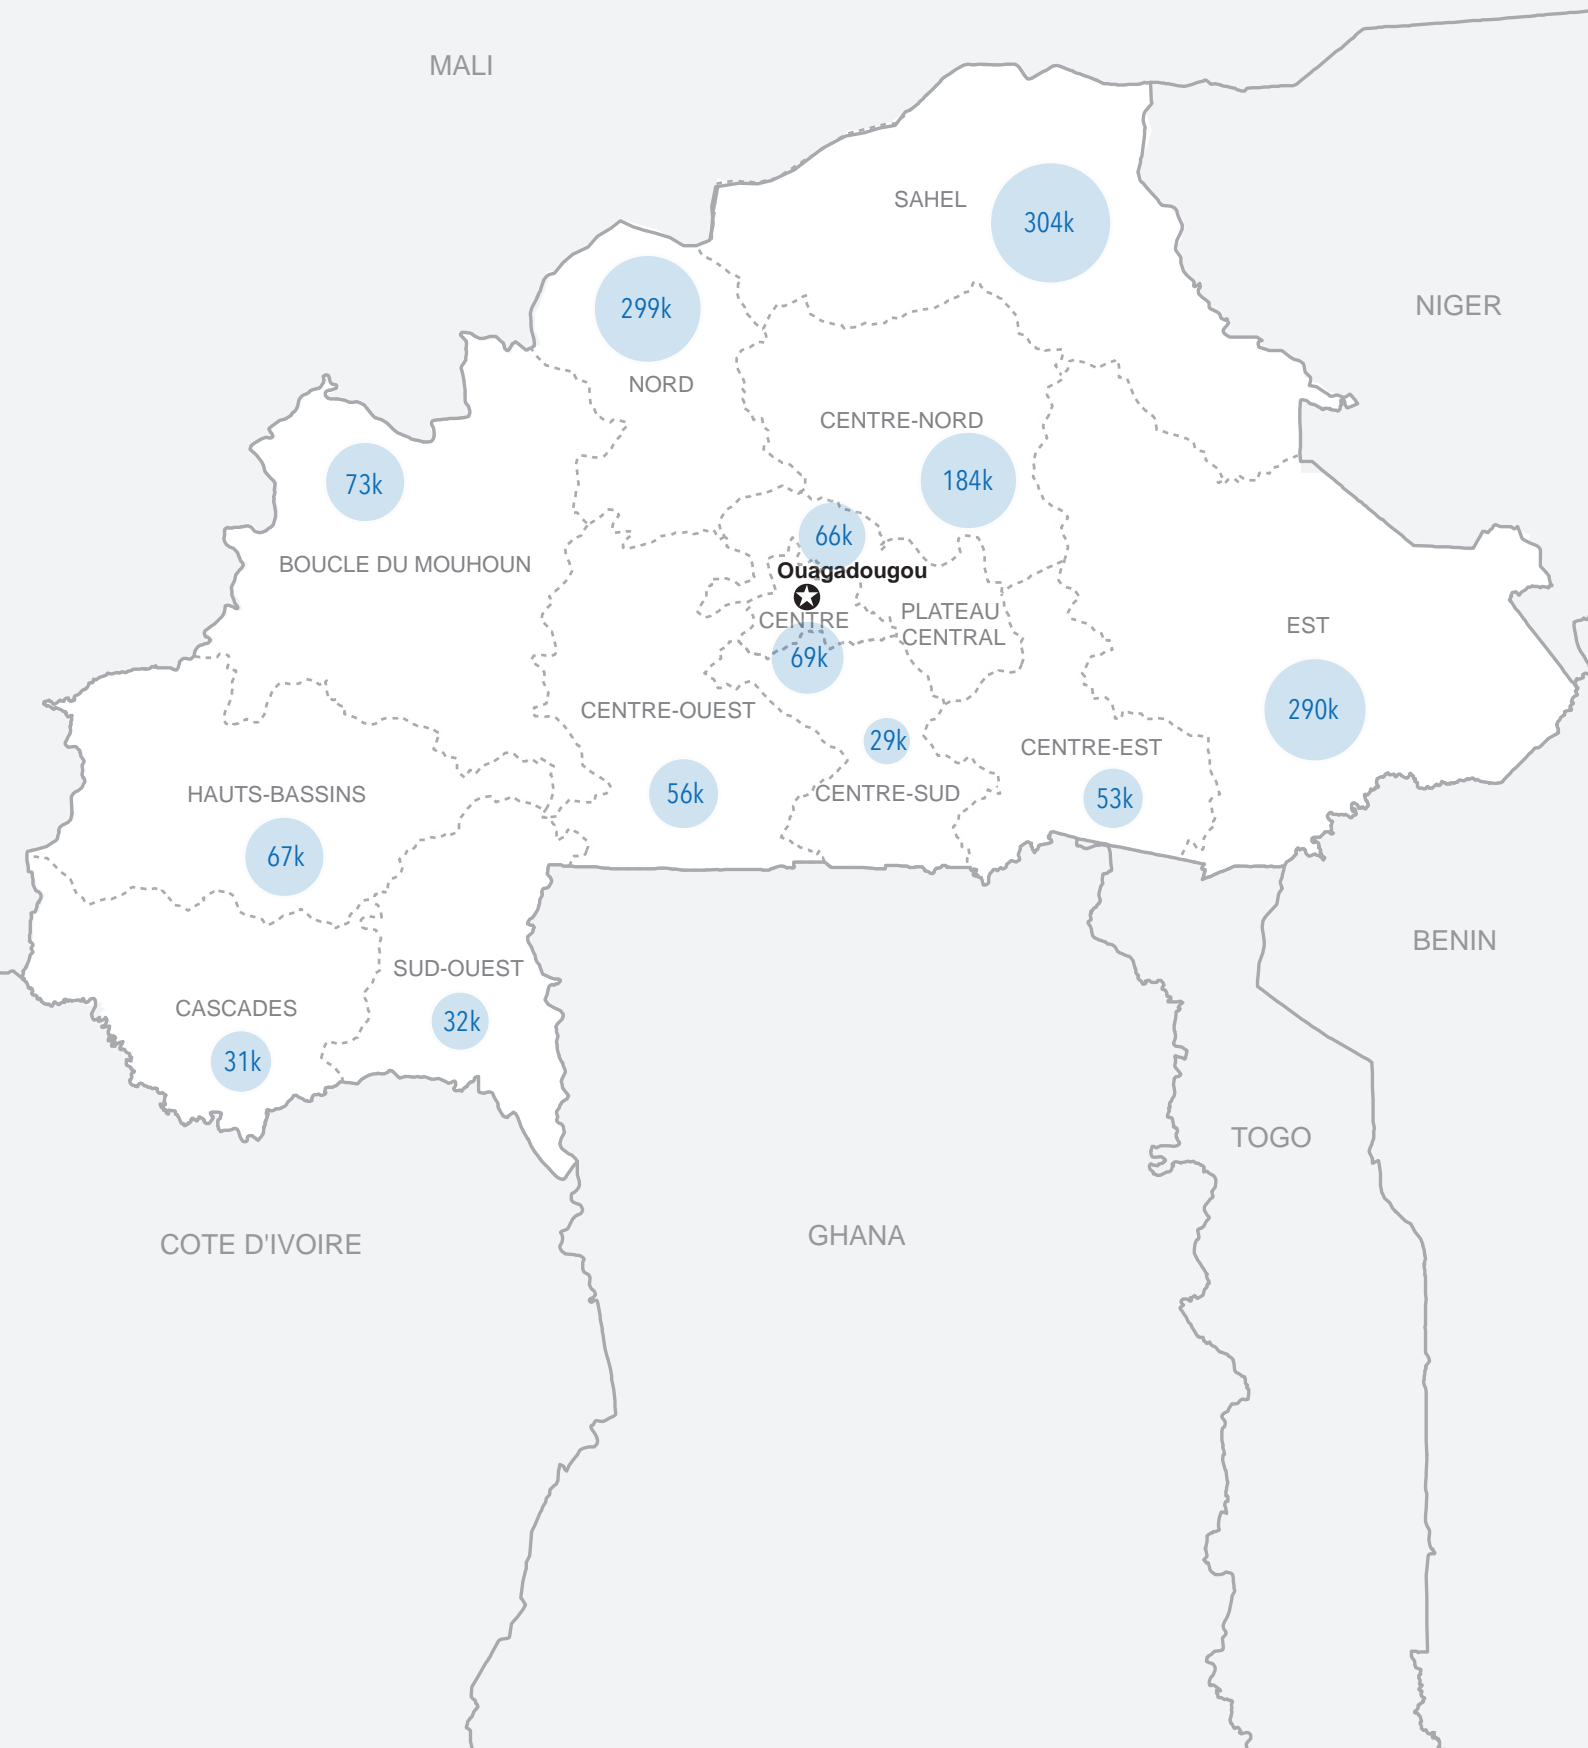 MALI
SAHEL
304k
299k
NIGER
NORD
CENTRE-NORD
73k
184k
66k
BOUCLE DU MOUHOUN
Ouagadougou
CENTRE
PLATEAU
CENTRAL
EST
69k
CENTRE-OUEST
290k
29k
CENTRE-EST
HAUTS-BASSINS
56k
CENTRE-SUD
53k
67k
BENIN
SUD-OUEST
CASCADES
32k
31k
TOGO
COTE D'IVOIRE
GHANA